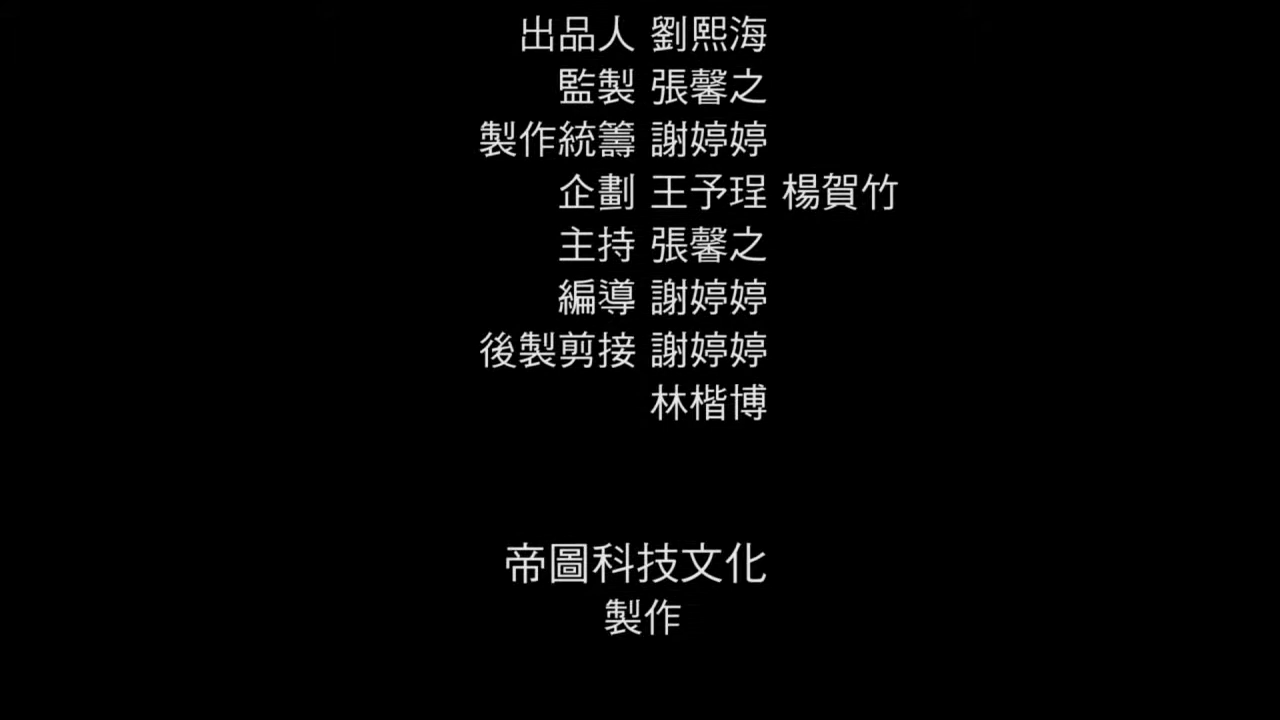 出品人 劉熙海
監製 張馨之
製作統籌 謝婷婷
企劃 王予珵 楊賀竹
主持 張馨之
編導 謝婷婷
後製剪接 謝婷婷
林楷博
帝圖科技文化
製作